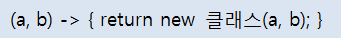 (a, b) -> { return new 클래스(a, b); }